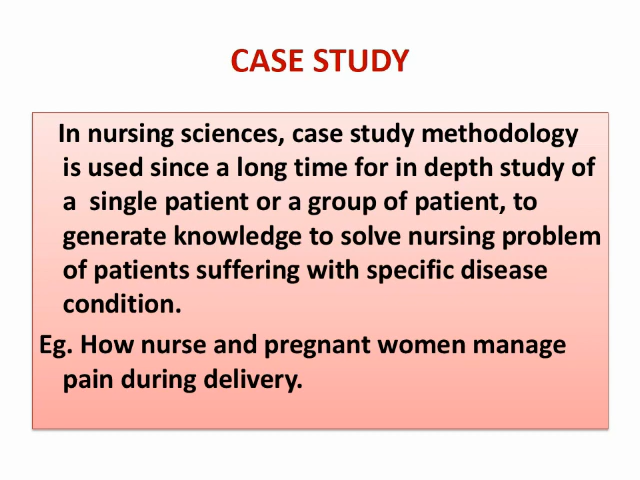 CASE STUDY
In nursing sciences, case study methodology
is used since a long time for in depth study of
a single patient or a group of patient, to
generate knowledge to solve nursing problem
of patients suffering with specific disease
condition.
Eg. How nurse and pregnant women manage
pain during delivery.